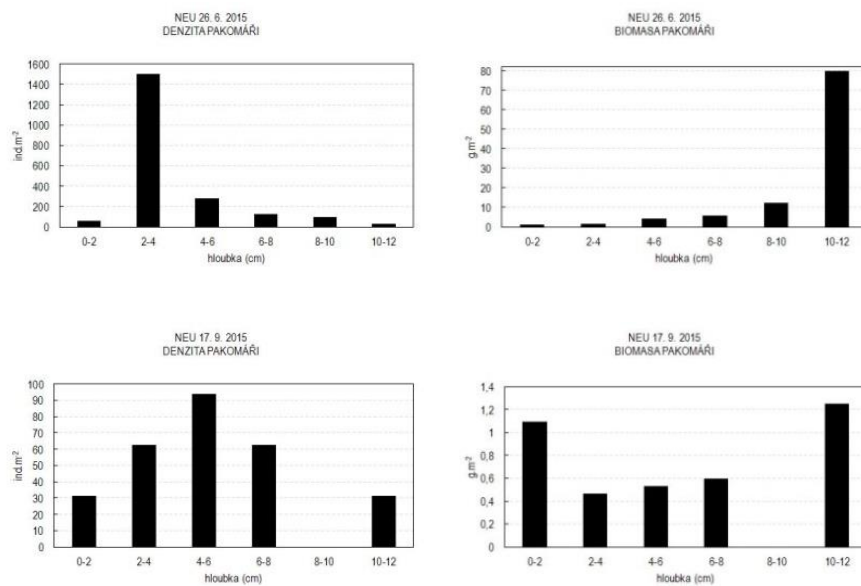 NEU 26. 6. 2015
DENZITA PAKOMÁŘI
1600
1400
1200
1000
800
600
400
200
0
ind.m-2
0-2 2-4 4-6 6-8 8-10 10-12
hloubka (cm)
NEU 26. 6. 2015
BIOMASA PAKOMÁŘI
80
70
60
50
40
30
20
10
0
g.m-2
0-2 2-4 4-6 6-8 8-10 10-12
hloubka (cm)
NEU 17. 9. 2015
DENZITA PAKOMÁŘI
100
90
80
70
60
50
40
30
20
10
0
ind.m-2
0-2 2-4 4-6 6-8 8-10 10-12
hloubka (cm)
NEU 17. 9. 2015
BIOMASA PAKOMÁŘI
1,4
1,2
1
0,8
0,6
0,4
0,2
0
g.m-2
0-2 2-4 4-6 6-8 8-10 10-12
hloubka (cm)